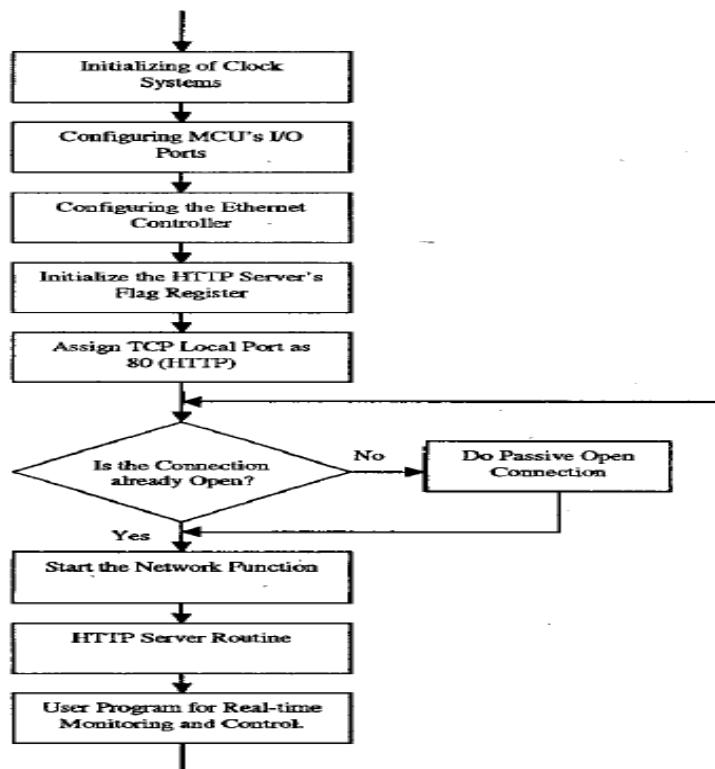 Initializing of Clock
Systems
Configuring MCU's I/O
Ports
Configuring the Ethernet
Controller
Initialize the HTTP Server's
Flag Register
Assign TCP Local Port as
80 (HTTP)
Is the Connection
already Open?
No
Do Passive Open
Connection
Yes
Start the Network Function
HTTP Server Routine
User Program for Real-time
Monitoring and Control.